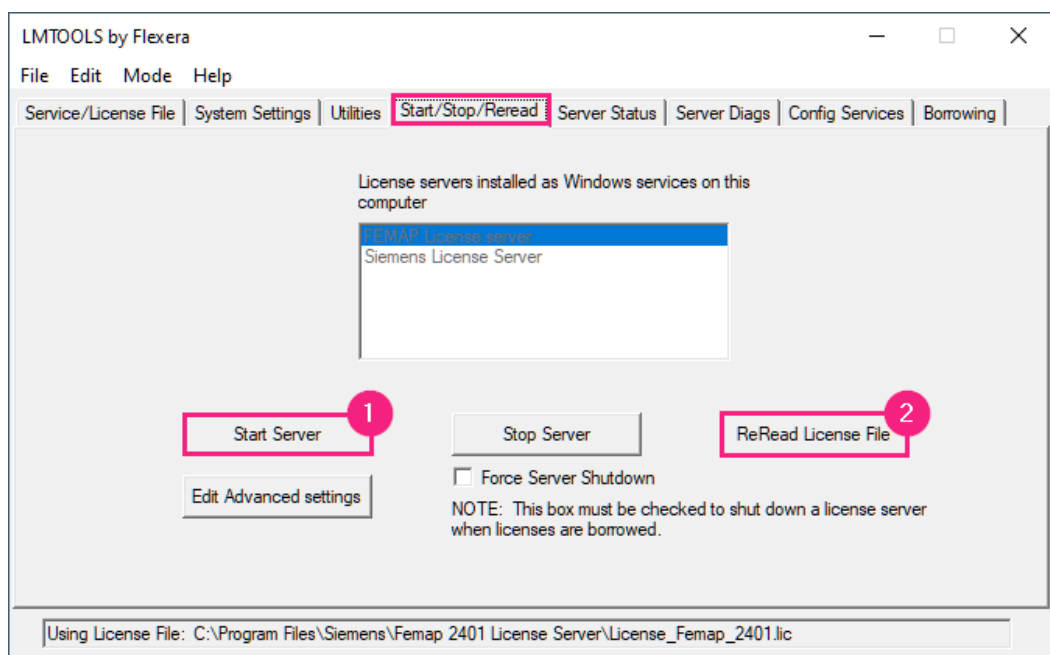 LMTOOLS by Flexera
File Edit Mode Help
Service/License File System Settings Utilities Start/Stop/Reread Server Status Server Diags Config Services Borrowing
License servers installed as Windows services on this
computer
FEMAP License server
Siemens License Server
1
2
Start Server Stop Server ReRead License File
Force Server Shutdown
Edit Advanced settings
NOTE: This box must be checked to shut down a license server
when licenses are borrowed.
Using License File: C:\Program Files\Siemens\Femap 2401 License Server\License_Femap_2401.lic